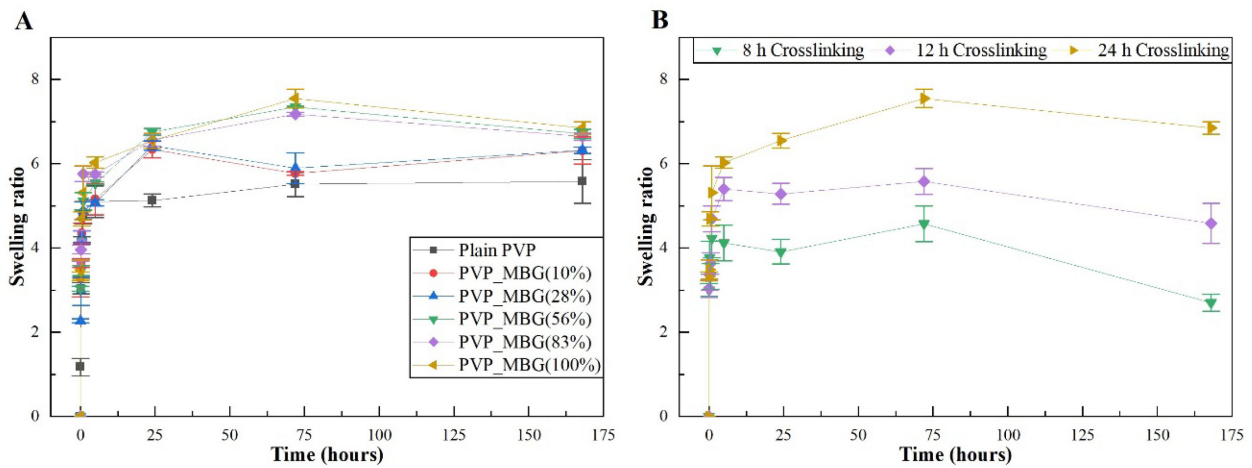 A
Swelling ratio
8
6
4
2
0
Plain PVP
PVP_MBG(10%)
PVP_MBG(28%)
PVP_MBG(56%)
PVP_MBG(83%)
PVP_MBG(100%)
0 25 50 75 100 125 150 175
Time (hours)
B
8 h Crosslinking 12 h Crosslinking 24 h Crosslinking
Swelling ratio
8
6
4
2
0
0 25 50 75 100 125 150 175
Time (hours)